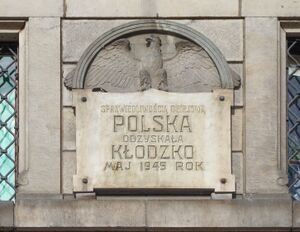 SPRAWIEDLIWOŚCIĄ DZIEJOWĄ
POLSKA
ODZYSKAŁA
KŁODZKO
MAJ 1945 ROK